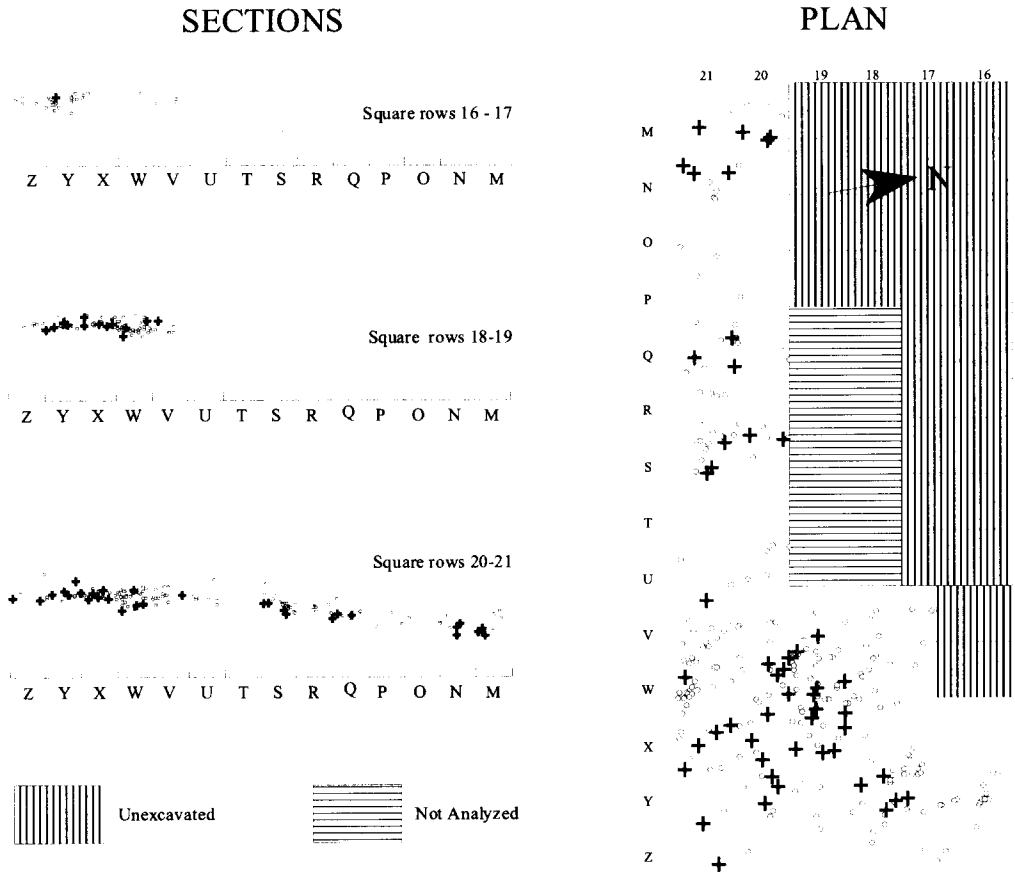 SECTIONS
Square rows 16 - 17
Z Y X W V U T S R Q P O N M
Square rows 18-19
Z Y X W V U T S R Q P O N M
Square rows 20-21
Z Y X W V U T S R Q P O N M
Unexcavated
Not Analyzed
PLAN
21 20 19 18 17 16
M
N
N
O
P
Q
R
S
T
U
V
W
X
Y
Z